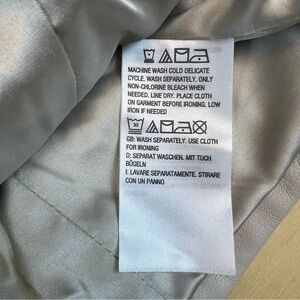 MACHINE WASH COLD DELICATE
CYCLE. WASH SEPARATELY. ONLY
NON-CHLORINE BLEACH WHEN
NEEDED. LINE DRY. PLACE CLOTH
ON GARMENT BEFORE IRONING, LOW
IRON IF NEEDED
30
GB: WASH SEPARATELY. USE CLOTH
FOR IRONING
D: SEPARAT WASCHEN. MIT TUCH
BÜGELN
I: LAVARE SEPARATAMENTE. STIRARE
CON UN PANNO